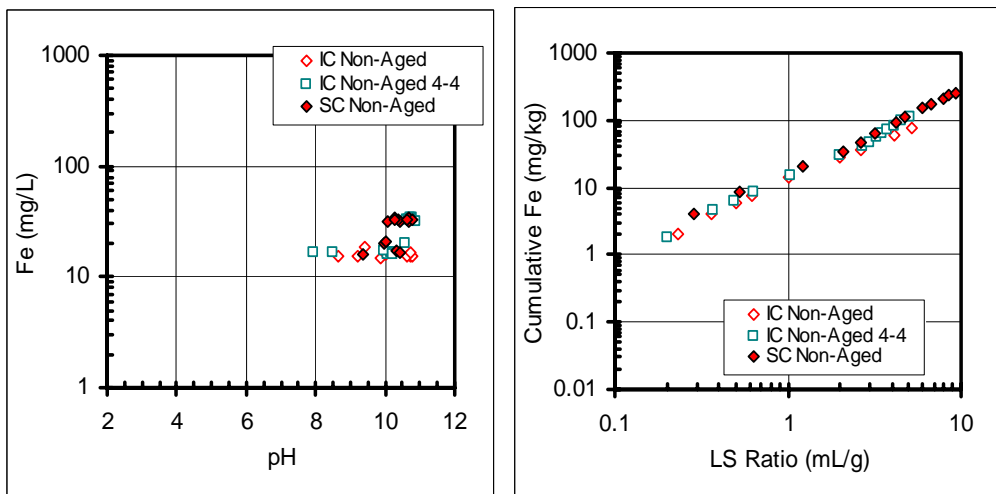 1000
100
10
1
Fe (mg/L)
2 4 6 8 10 12
pH
IC Non-Aged
IC Non-Aged 4-4
SC Non-Aged
1000
100
10
1
0.1
0.01
Cumulative Fe (mg/kg)
0.1 1 10
LS Ratio (mL/g)
IC Non-Aged
IC Non-Aged 4-4
SC Non-Aged